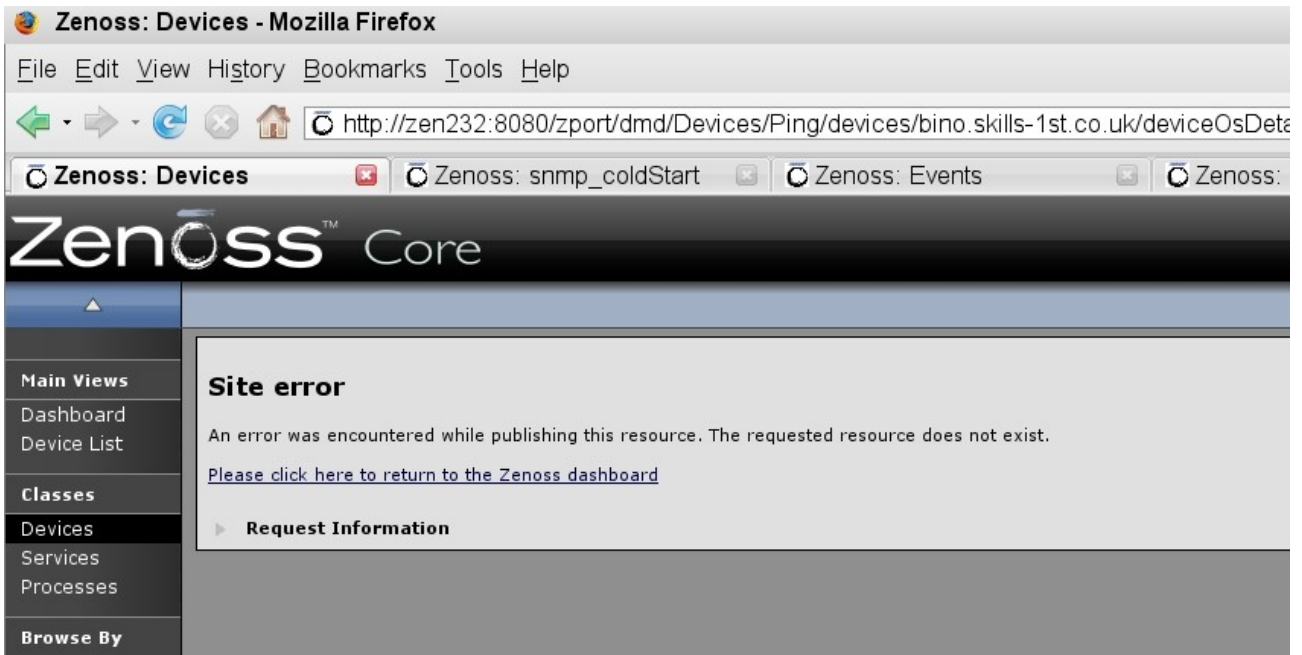 Zenoss: Devices - Mozilla Firefox
File Edit View History Bookmarks Tools Help
http://zen232:8080/zport/dmd/Devices/Ping/devices/bino.skills-1st.co.uk/deviceOsDeta
Zenoss: Devices Zenoss: snmp_coldStart Zenoss: Events Zenoss:
Zenoss™ Core
Main Views
Dashboard
Device List
Classes
Devices
Services
Processes
Browse By
Site error
An error was encountered while publishing this resource. The requested resource does not exist.
Please click here to return to the Zenoss dashboard
Request Information